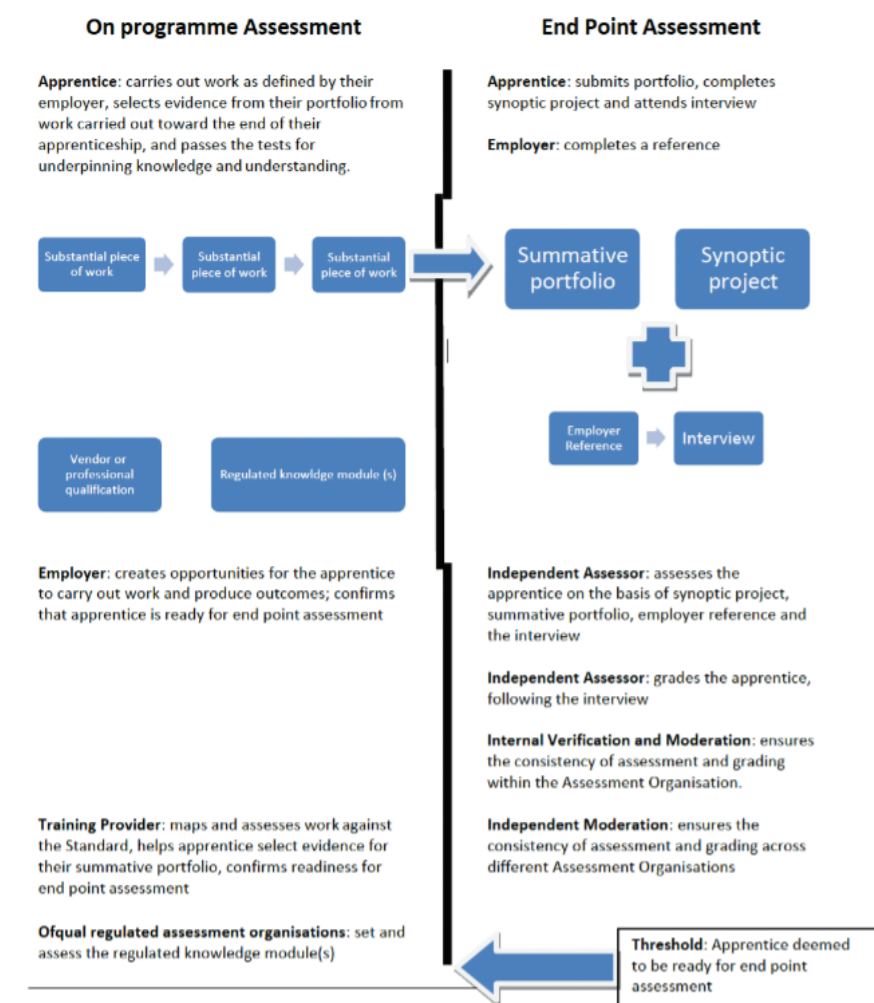 On programme Assessment
Apprentice: carries out work as defined by their
employer, selects evidence from their portfolio from
work carried out toward the end of their
apprenticeship, and passes the tests for
underpinning knowledge and understanding.
Substantial piece
of work
Substantial
piece of work
Substantial
piece of work
Vendor or
professional
qualification
Regulated knowldge module (s)
Employer: creates opportunities for the apprentice
to carry out work and produce outcomes; confirms
that apprentice is ready for end point assessment
Training Provider: maps and assesses work against
the Standard, helps apprentice select evidence for
their summative portfolio, confirms readiness for
end point assessment
Ofqual regulated assessment organisations: set and
assess the regulated knowledge module(s)
End Point Assessment
Apprentice: submits portfolio, completes
synoptic project and attends interview
Employer: completes a reference
Summative
portfolio
Synoptic
project
Employer
Reference
Interview
Independent Assessor: assesses the
apprentice on the basis of synoptic project,
summative portfolio, employer reference and
the interview
Independent Assessor: grades the apprentice,
following the interview
Internal Verification and Moderation: ensures
the consistency of assessment and grading
within the Assessment Organisation.
Independent Moderation: ensures the
consistency of assessment and grading across
different Assessment Organisations
Threshold: Apprentice deemed
to be ready for end point
assessment